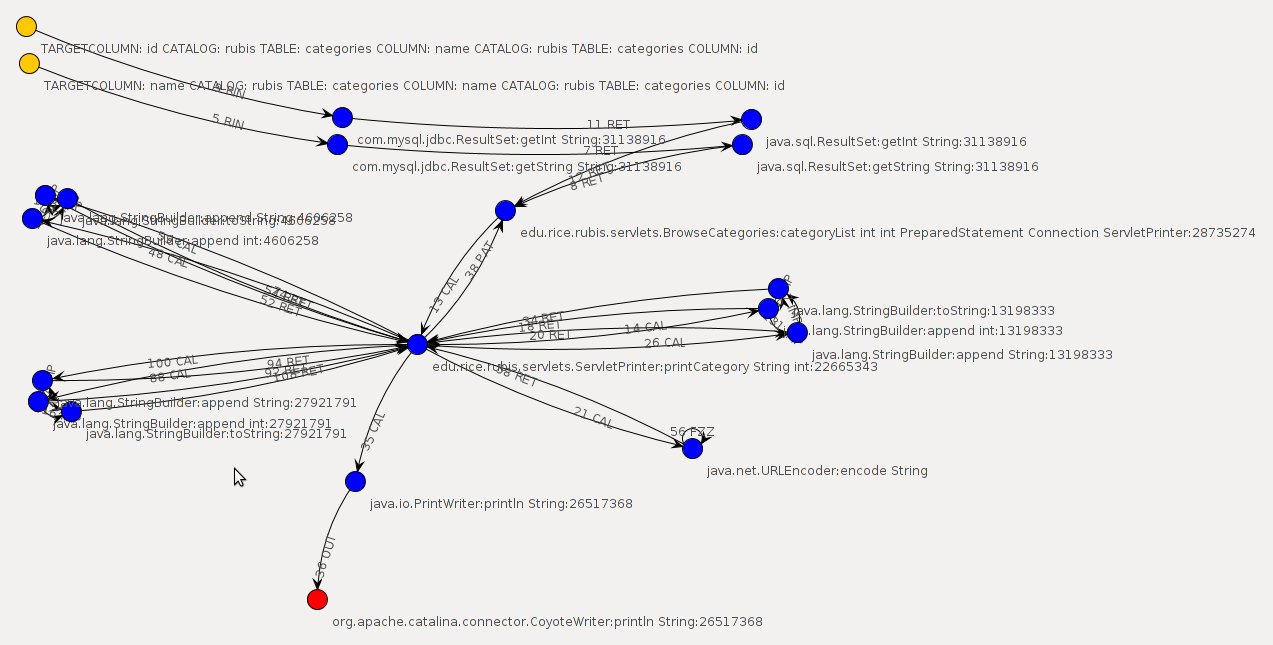 TARGETCOLUMN: id CATALOG: rubis TABLE: categories COLUMN: name CATALOG: rubis TABLE: categories COLUMN: id
TARGETCOLUMN: name CATALOG: rubis TABLE: categories COLUMN: name CATALOG: rubis TABLE: categories COLUMN: id
BIN
5 BIN
11 RET
com.mysql.jdbc.ResultSet:getInt String:31138916
java.sql.ResultSet:getInt String:31138916
7 RET
com.mysql.jdbc.ResultSet:getString String:31138916
java.sql.ResultSet:getString String:31138916
8 RET
java.lang.StringBuilder:append String:4606258
java.lang.StringBuilder:toString:4606258
edu.rice.rubis.servlets.BrowseCategories:categoryList int int PreparedStatement Connection ServletPrinter:28735274
java.lang.StringBuilder:append int:4606258
CAL
48 CAL
38 PAT
13 CAL
52 RET
java.lang.StringBuilder:toString:13198333
34 RET
18 RET
14 CAL
java.lang.StringBuilder:append int:13198333
20 RET
26 CAL
java.lang.StringBuilder:append String:13198333
100 CAL
94 RET
edu.rice.rubis.servlets.ServletPrinter:printCategory String int:22665343
88 CAL
RET
java.lang.StringBuilder:append String:27921791
21 CAL
java.lang.StringBuilder:append int:27921791
java.lang.StringBuilder:toString:27921791
35 CAL
56 FZZ
java.net.URLEncoder:encode String
java.io.PrintWriter:println String:26517368
36 OUI
org.apache.catalina.connector.CoyoteWriter:println String:26517368